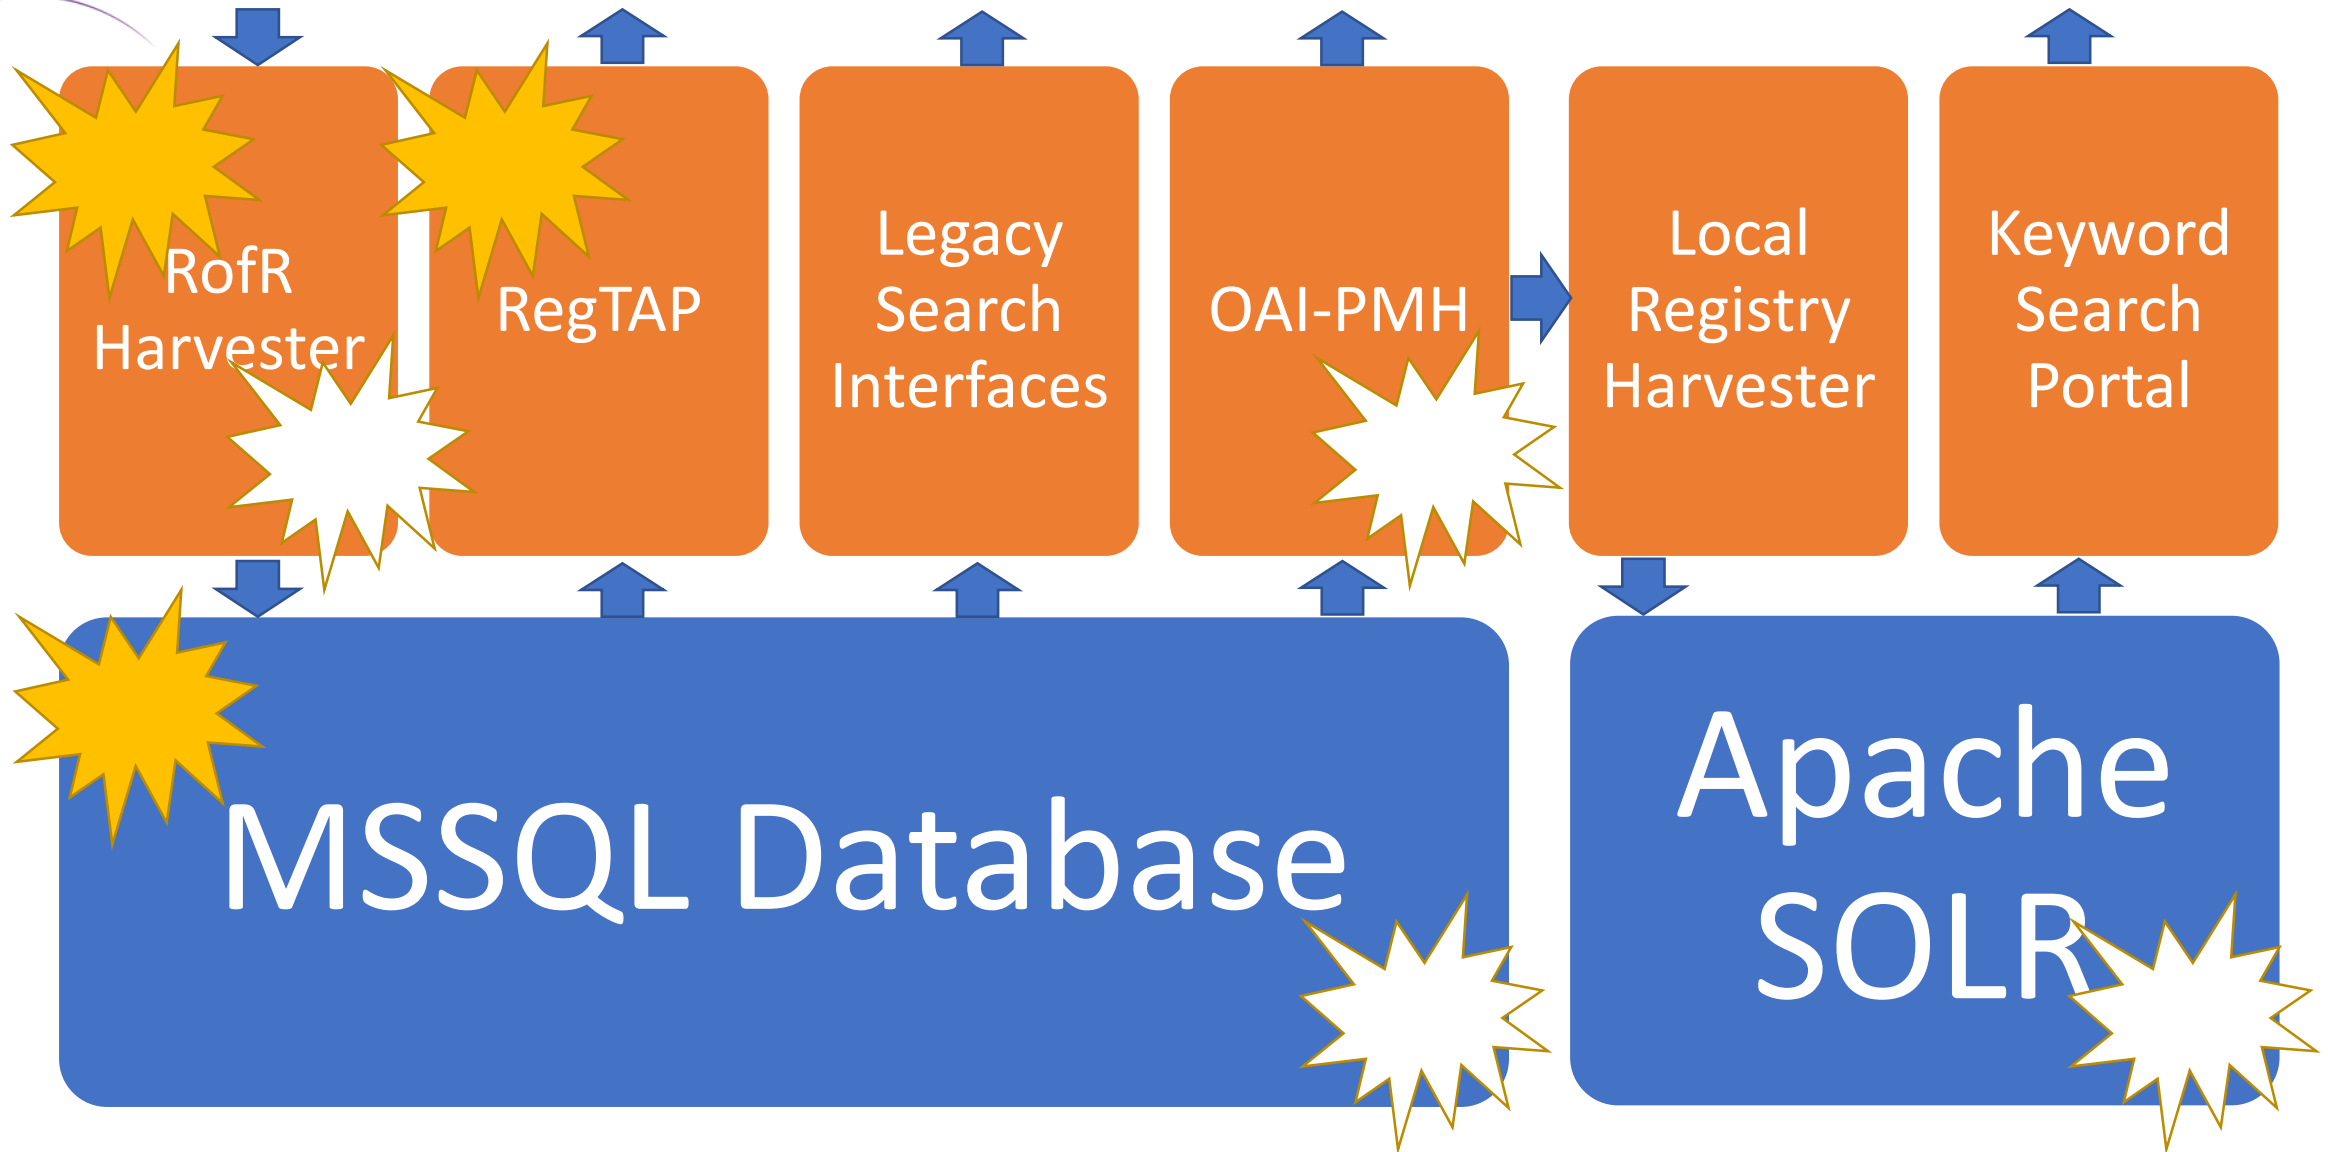 RofR
Harvester
RegTAP
Legacy
Search
Interfaces
OAI-PMH
Local
Registry
Harvester
Keyword
Search
Portal
MSSQL Database
Apache
SOLR